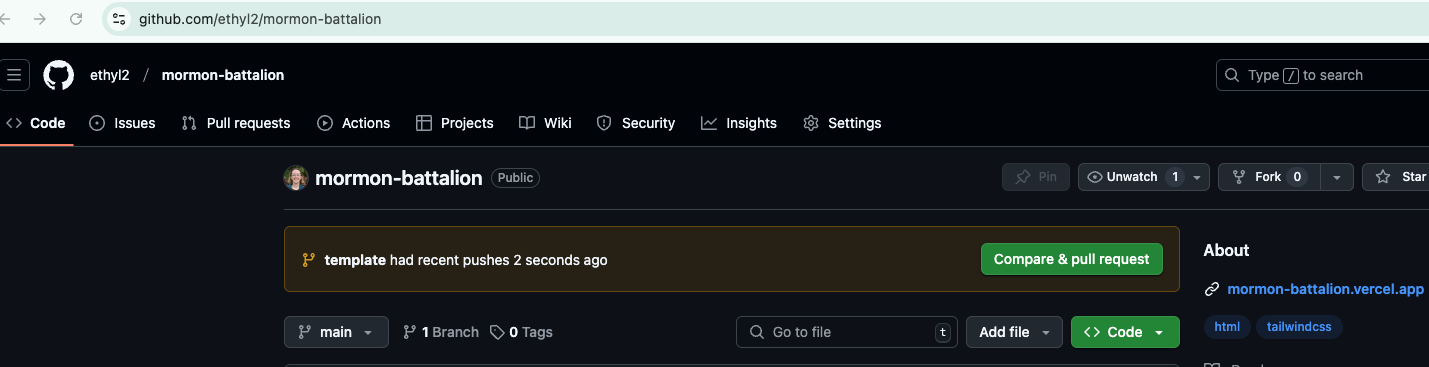 github.com/ethyl2/mormon-battalion
ethyl2 / mormon-battalion
Type / to search
Code Issues Pull requests Actions Projects Wiki Security Insights Settings
mormon-battalion Public
Pin Unwatch 1 Fork 0 Star
template had recent pushes 2 seconds ago
Compare & pull request
About
mormon-battalion.vercel.app
main 1 Branch 0 Tags
Go to file t
Add file
Code
html tailwindcss